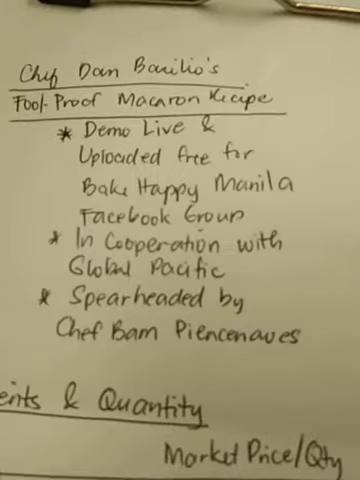 Chef Dan Basilio's
Fool-Proof Macaron Recipe
* Demo Live &
Uploaded free for
Bake Happy Manila
Facebook Group
* In Cooperation with
Global Pacific
* Spearheaded by
Chef Bam Piencenaves
ents & Quantity
Market Price/Qty